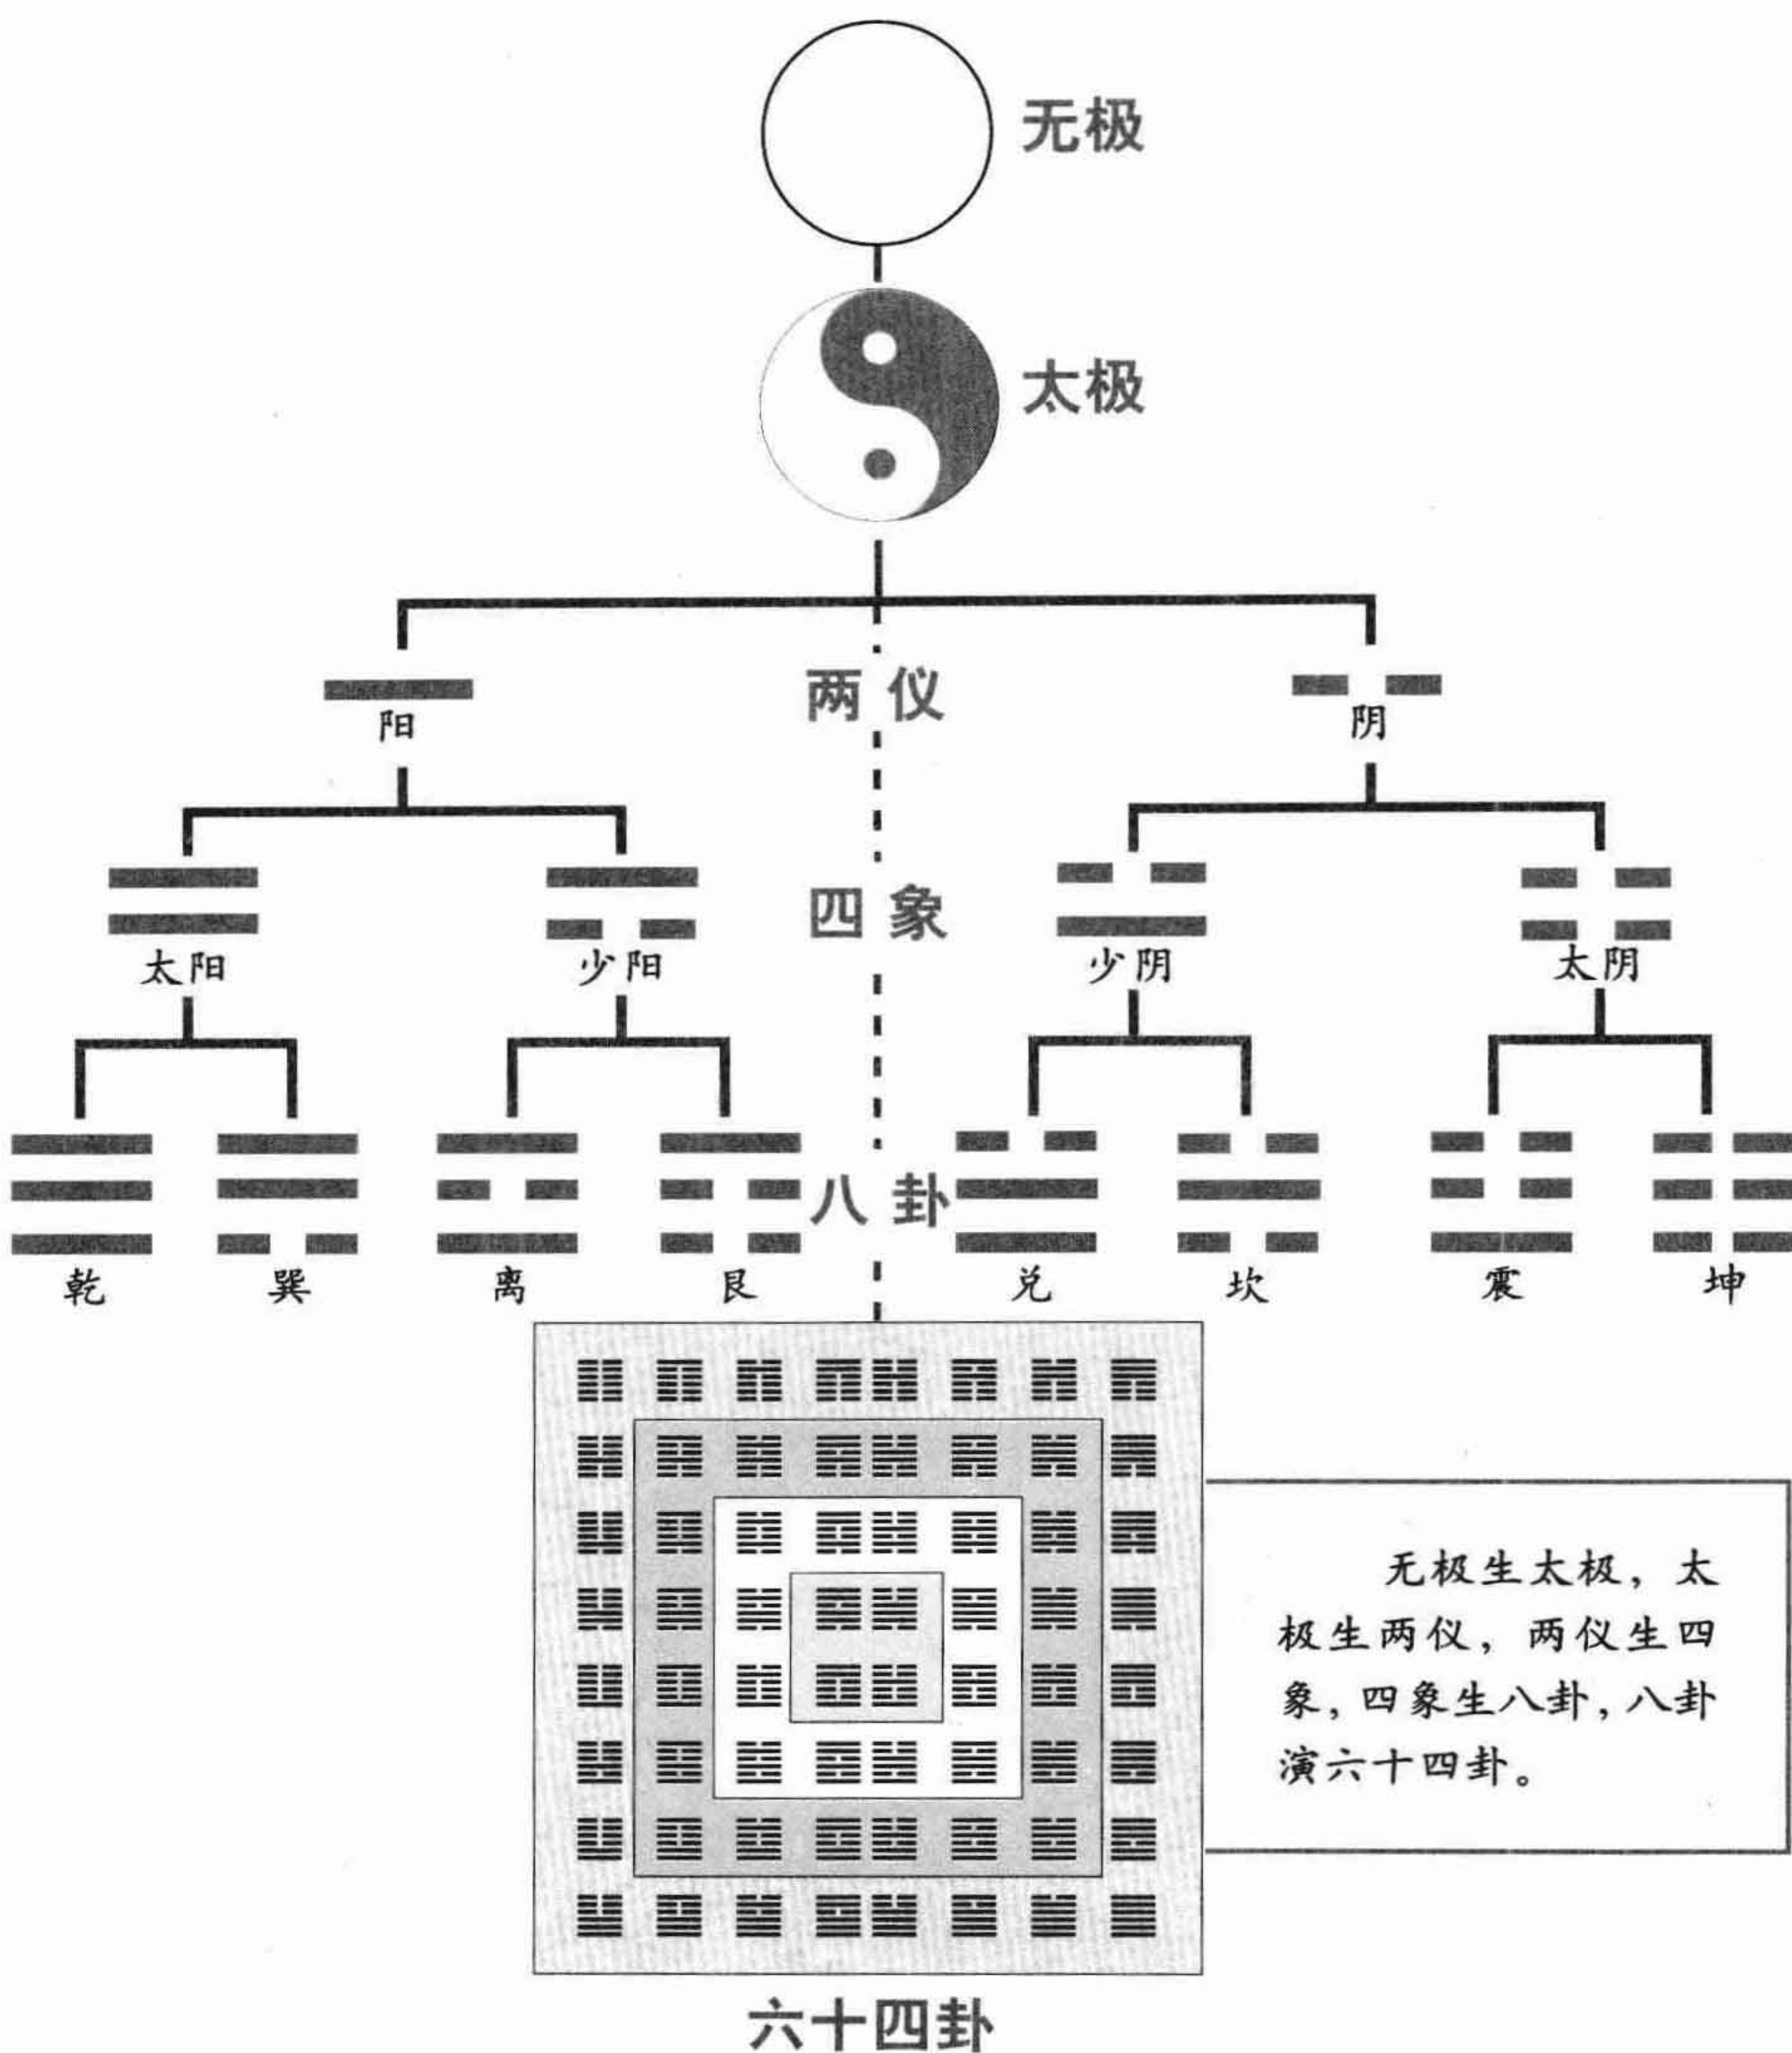 无极
太极
两仪
阳
阴
四象
太阳
少阳
少阴
太阴
八卦
乾
巽
离
艮
兑
坎
震
坤
无极生太极，太
极生两仪，两仪生四
象，四象生八卦，八卦
演六十四卦。
六十四卦